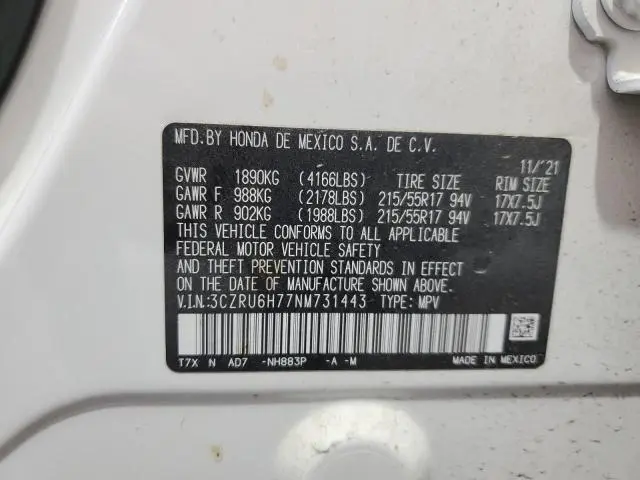 MFD. BY HONDA DE MEXICO S.A. DE C.V.
11/'21
GVWR 1890KG (4166LBS) TIRE SIZE RIM SIZE
GAWR F 988KG (2178LBS) 215/55R17 94V 17X7.5J
GAWR R 902KG (1988LBS) 215/55R17 94V 17X7.5J
THIS VEHICLE CONFORMS TO ALL APPLICABLE
FEDERAL MOTOR VEHICLE SAFETY
AND THEFT PREVENTION STANDARDS IN EFFECT
ON THE DATE OF MANUFACTURE SHOWN ABOVE.
V.I.N.:3CZRU6H77NM731443 TYPE: MPV
T7X N AD7 -NH883P -A -M MADE IN MEXICO